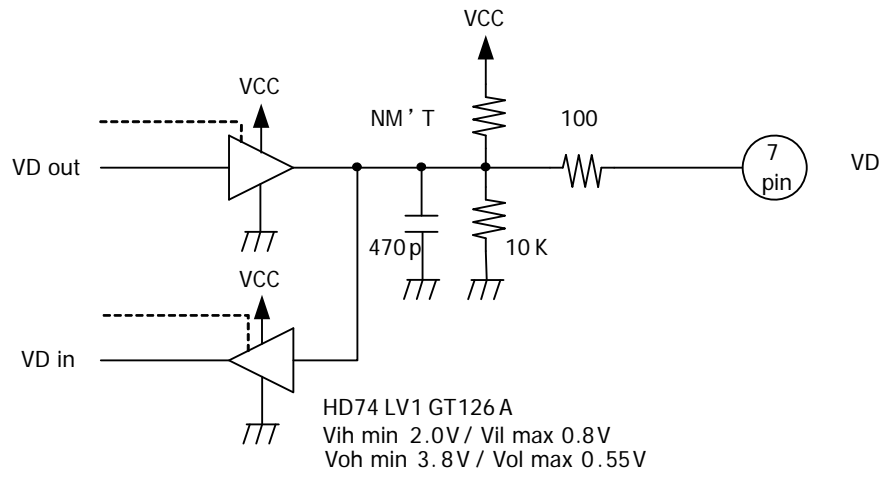 VCC
VCC
NM’T
100
VD out
7
pin
VD
470p
10K
VCC
VD in
HD74LV1GT126A
Vih min 2.0V / Vil max 0.8V
Voh min 3.8V / Vol max 0.55V